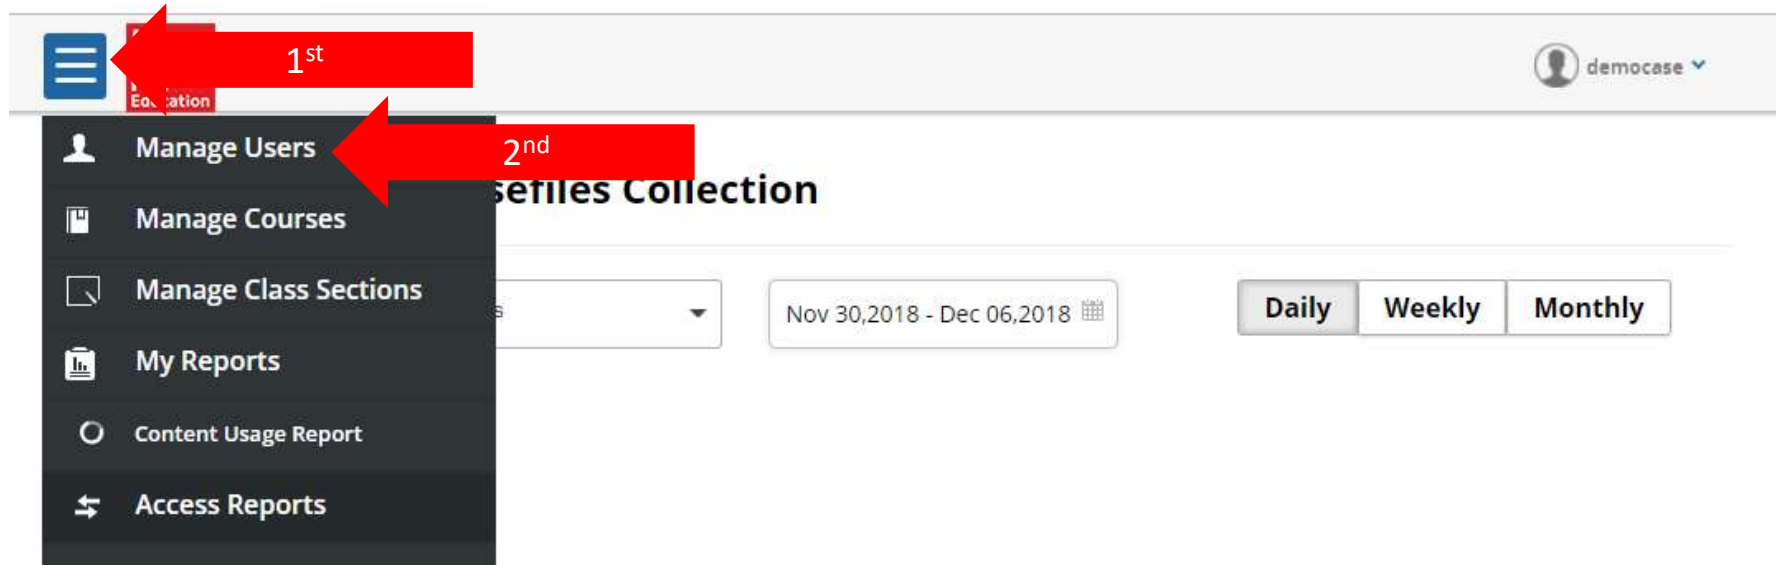 1st
Education
democase
Manage Users
2nd
sefiles Collection
Manage Courses
Manage Class Sections
s
Nov 30,2018 - Dec 06,2018
Daily
Weekly
Monthly
My Reports
Content Usage Report
Access Reports